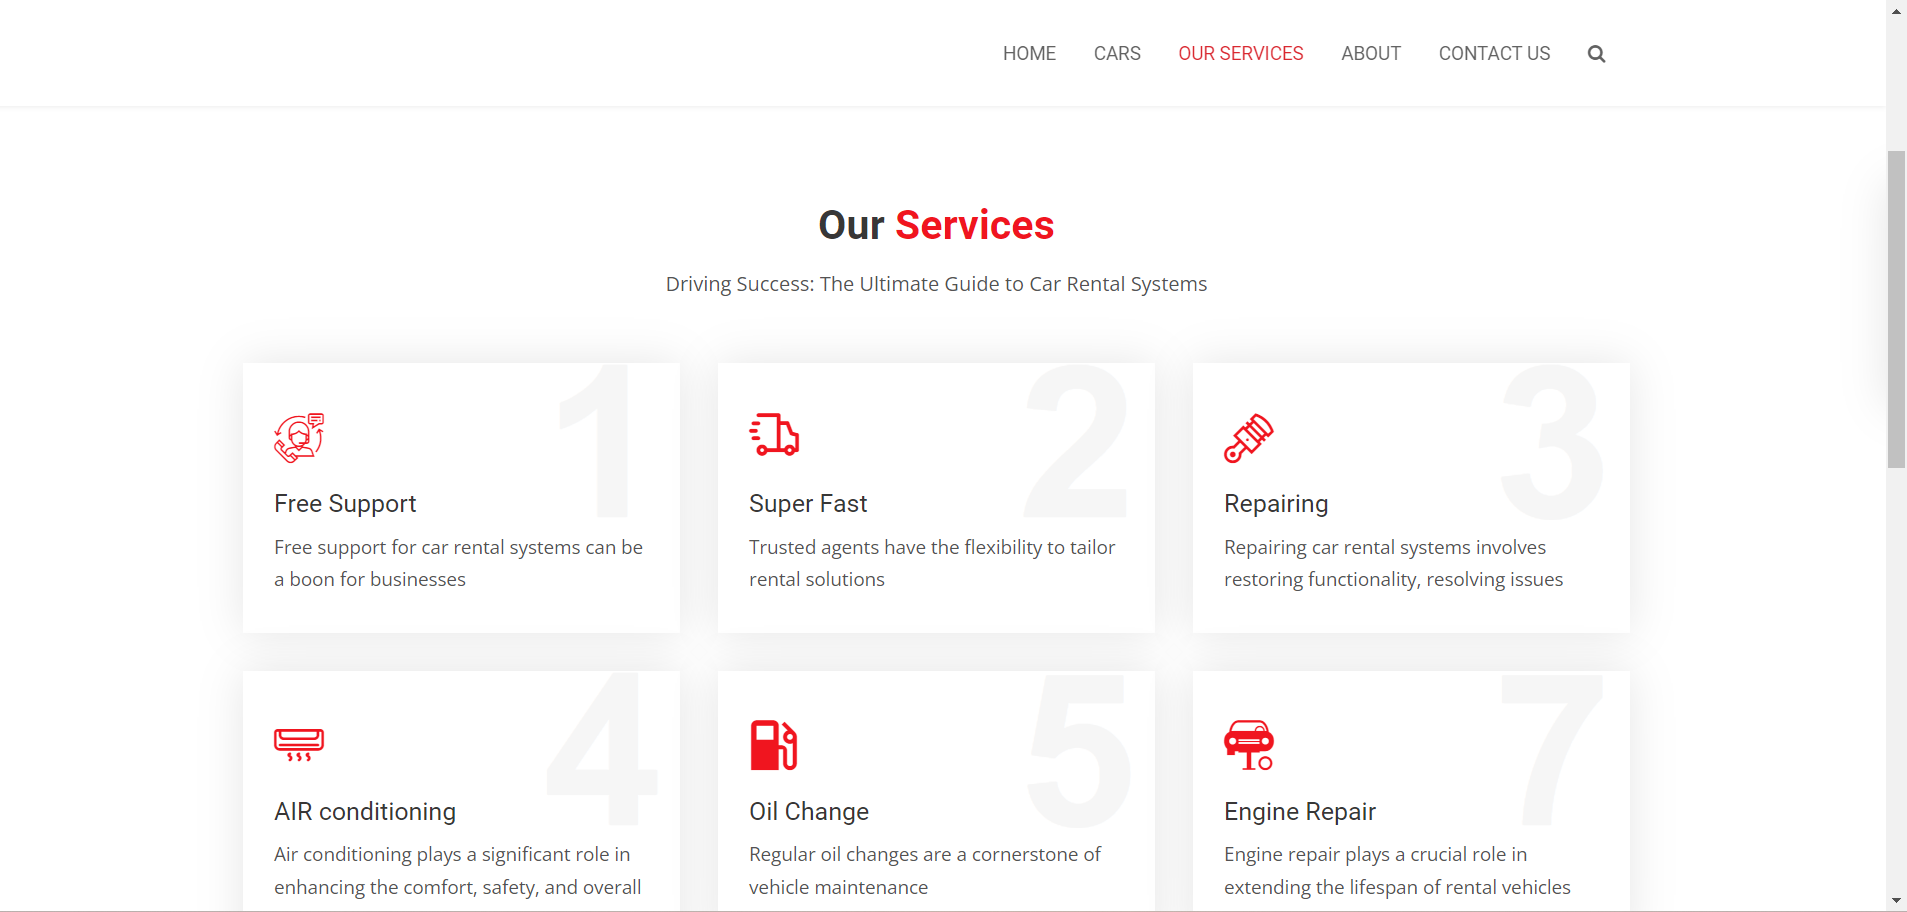 HOME CARS OUR SERVICES ABOUT CONTACT US
Our Services
Driving Success: The Ultimate Guide to Car Rental Systems
1
Free Support
Free support for car rental systems can be
a boon for businesses
2
Super Fast
Trusted agents have the flexibility to tailor
rental solutions
3
Repairing
Repairing car rental systems involves
restoring functionality, resolving issues
4
AIR conditioning
Air conditioning plays a significant role in
enhancing the comfort, safety, and overall
5
Oil Change
Regular oil changes are a cornerstone of
vehicle maintenance
7
Engine Repair
Engine repair plays a crucial role in
extending the lifespan of rental vehicles